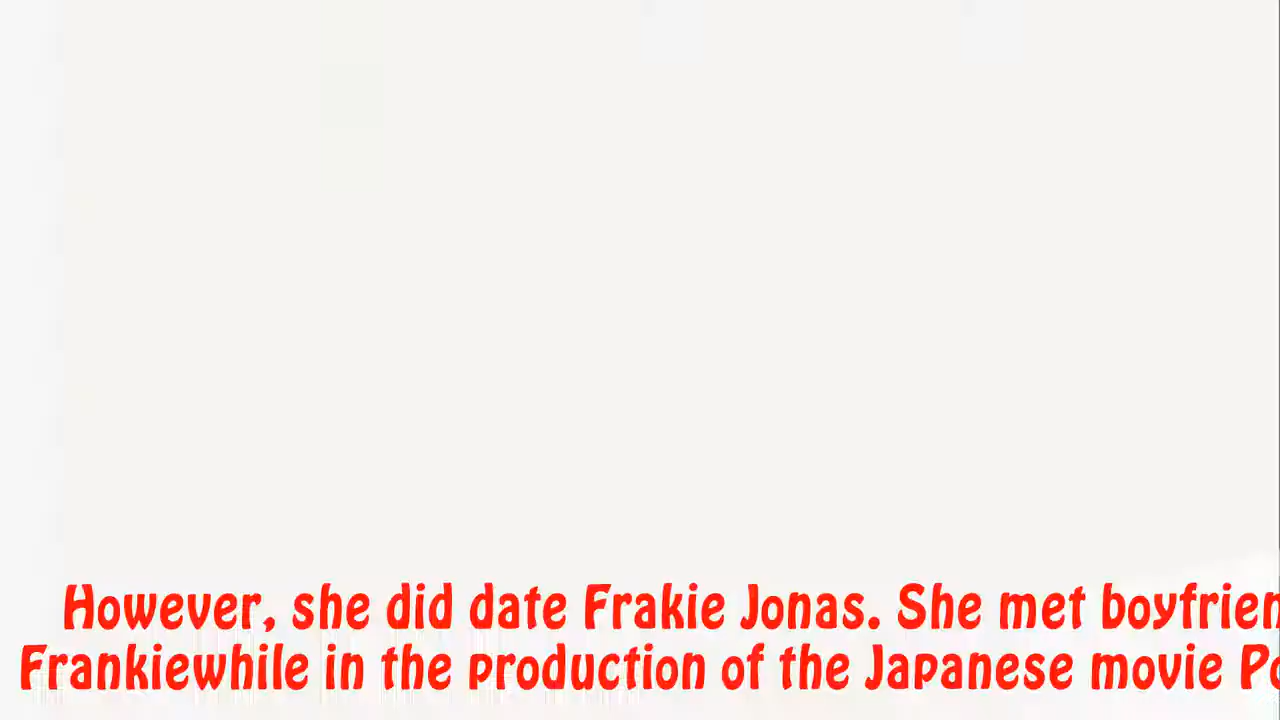 However, she did date Frakie Jonas. She met boyfrien
Frankiewhile in the production of the Japanese movie Po